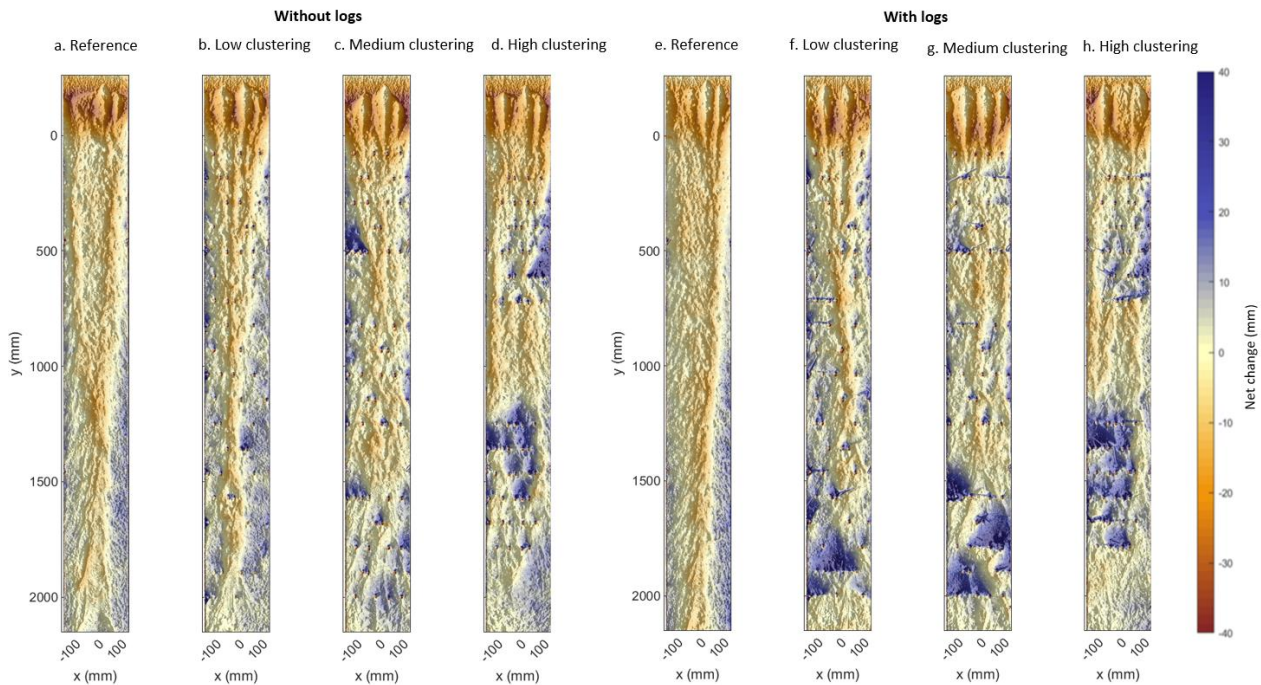 Without logs
With logs
a. Reference
b. Low clustering
c. Medium clustering
d. High clustering
e. Reference
f. Low clustering
g. Medium clustering
h. High clustering
0
500
1000
1500
2000
y (mm)
0
500
1000
1500
2000
y (mm)
40
30
20
10
0
-10
-20
-30
-40
Net change (mm)
-100 0 100
-100 0 100
-100 0 100
-100 0 100
-100 0 100
-100 0 100
-100 0 100
-100 0 100
x (mm)
x (mm)
x (mm)
x (mm)
x (mm)
x (mm)
x (mm)
x (mm)